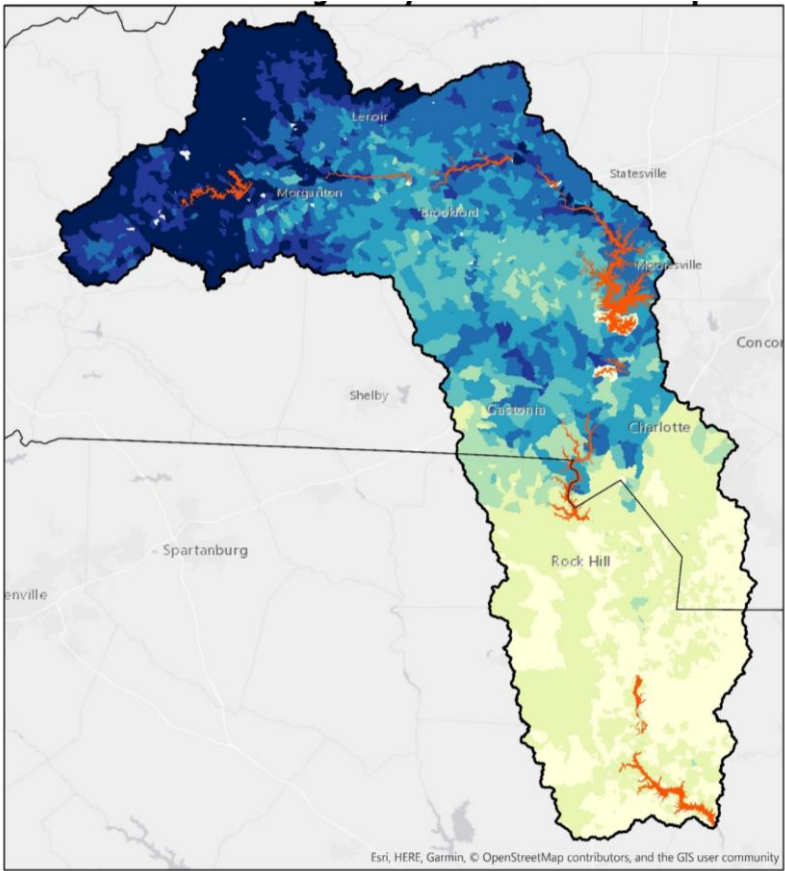 Lenoir
Statesville
Morganton
Brookford
Mooresville
Concor
Shelby
Gastonia
Charlotte
Spartanburg
Rock Hill
enville
Esri, HERE, Garmin, © OpenStreetMap contributors, and the GIS user community